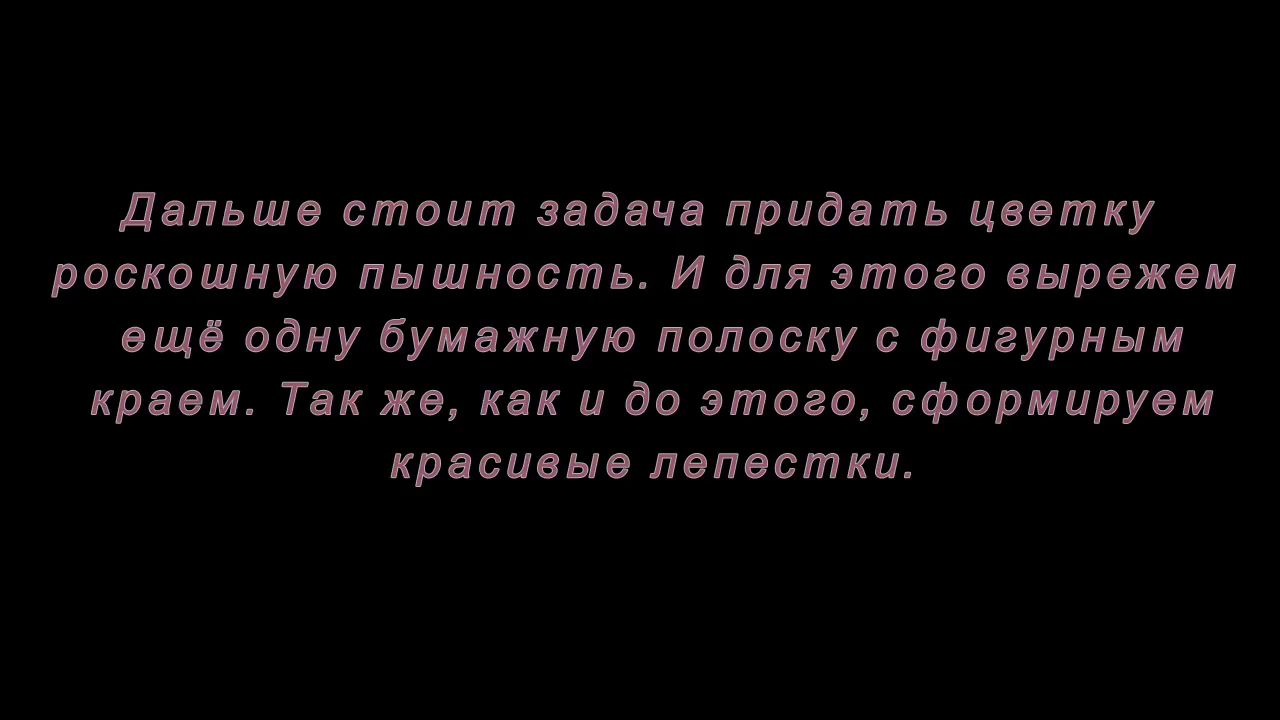 Дальше стоит задача придать цветку
роскошную пышность. И для этого вырежем
ещё одну бумажную полоску с фигурным
краем. Так же, как и до этого, сформируем
красивые лепестки.